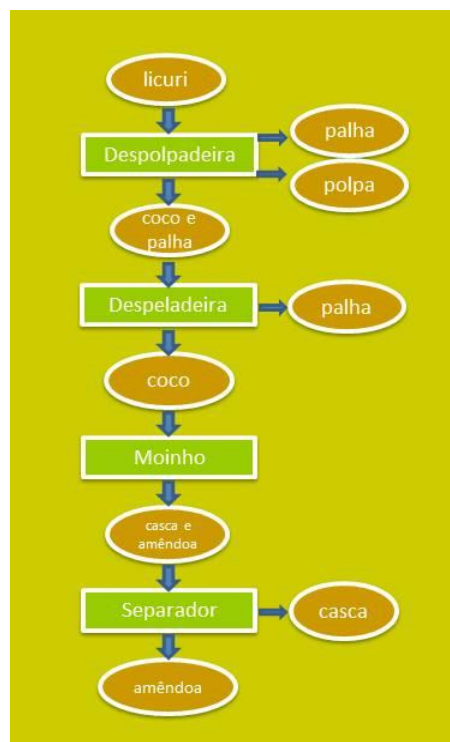 licuri
Despolpadeira
palha
polpa
coco e
palha
Despeladeira
palha
coco
Moinho
casca e
amêndoa
Separador
casca
amêndoa